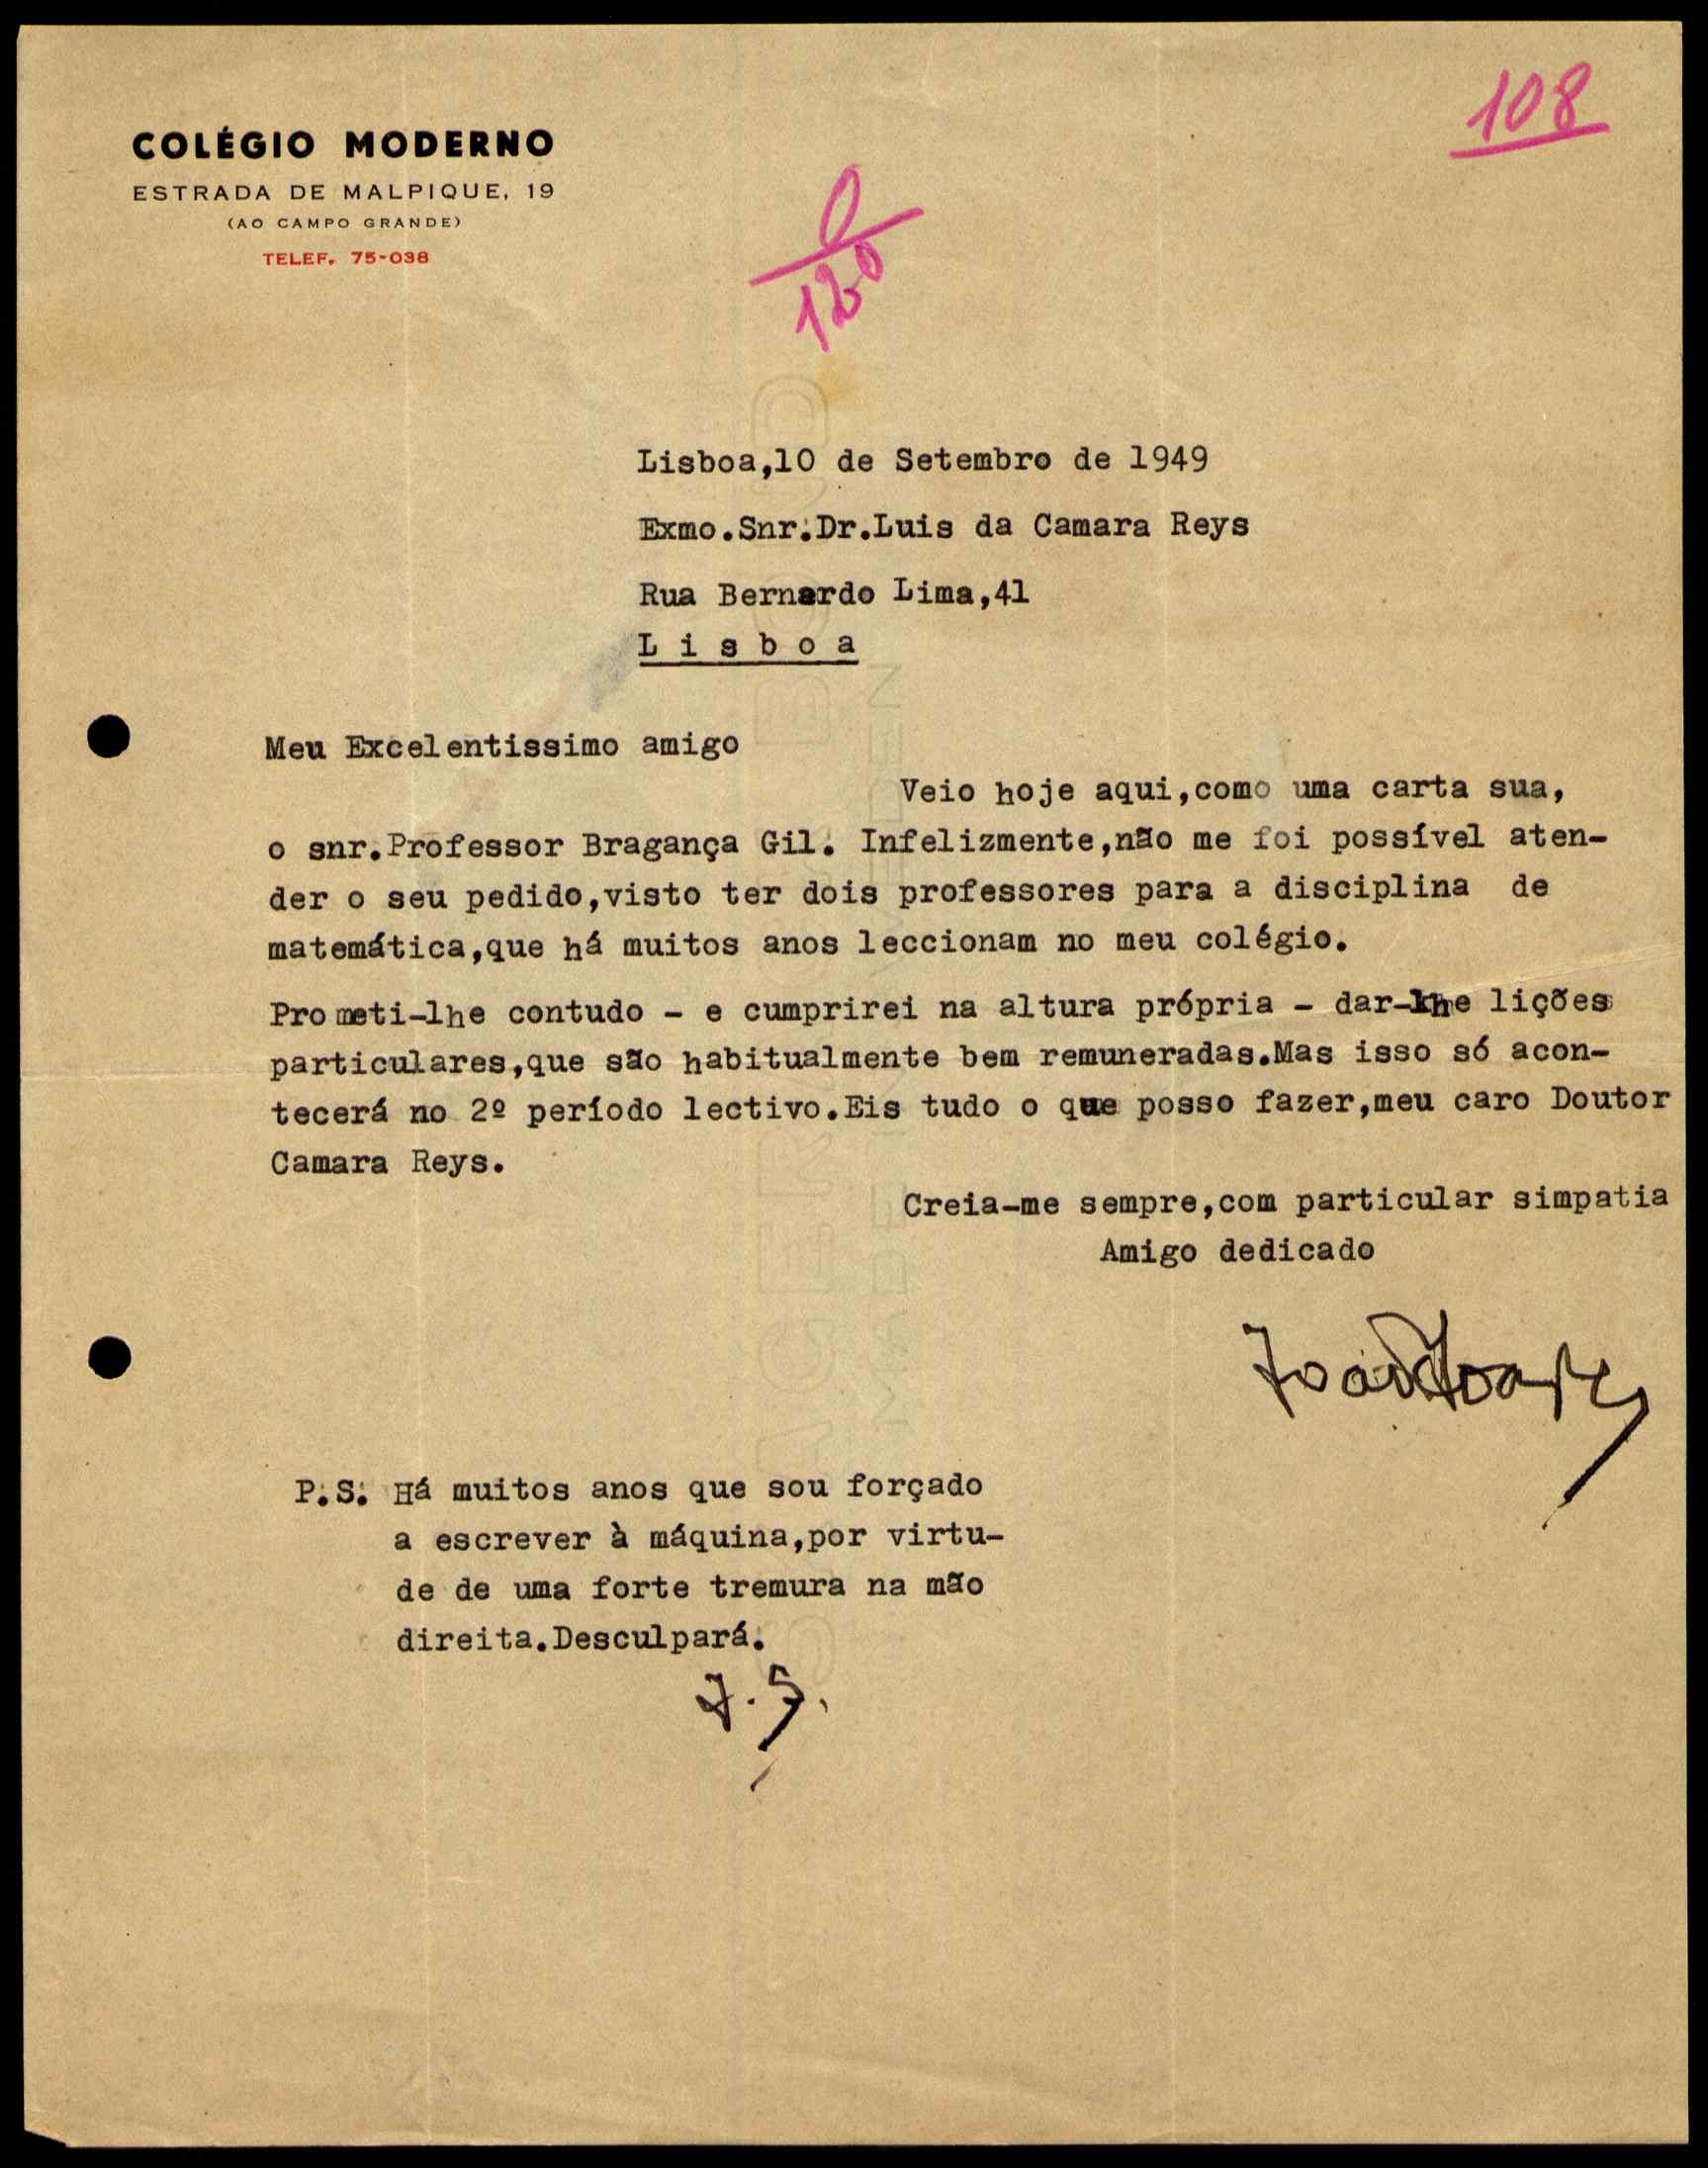 108
COLÉGIO MODERNO
ESTRADA DE MALPIQUE, 19
(AO CAMPO GRANDE)
TELEF. 75-038
120
Lisboa,10 de Setembro de 1949
Exmo.Snr.Dr.Luis da Camara Reys
Rua Bernardo Lima,41
L i s b o a
Meu Excelentissimo amigo
Veio hoje aqui,como uma carta sua,
o snr.Professor Bragança Gil. Infelizmente,não me foi possível aten-
der o seu pedido,visto ter dois professores para a disciplina de
matemática,que há muitos anos leccionam no meu colégio.
Prometi-lhe contudo - e cumprirei na altura própria - dar-lhe lições
particulares,que são habitualmente bem remuneradas.Mas isso só acon-
tecerá no 2º período lectivo.Eis tudo o que posso fazer,meu caro Doutor
Camara Reys.
Creia-me sempre,com particular simpatia
Amigo dedicado
João Soares
P.S. Há muitos anos que sou forçado
a escrever à máquina,por virtu-
de de uma forte tremura na mão
direita.Desculpará.
J.S.